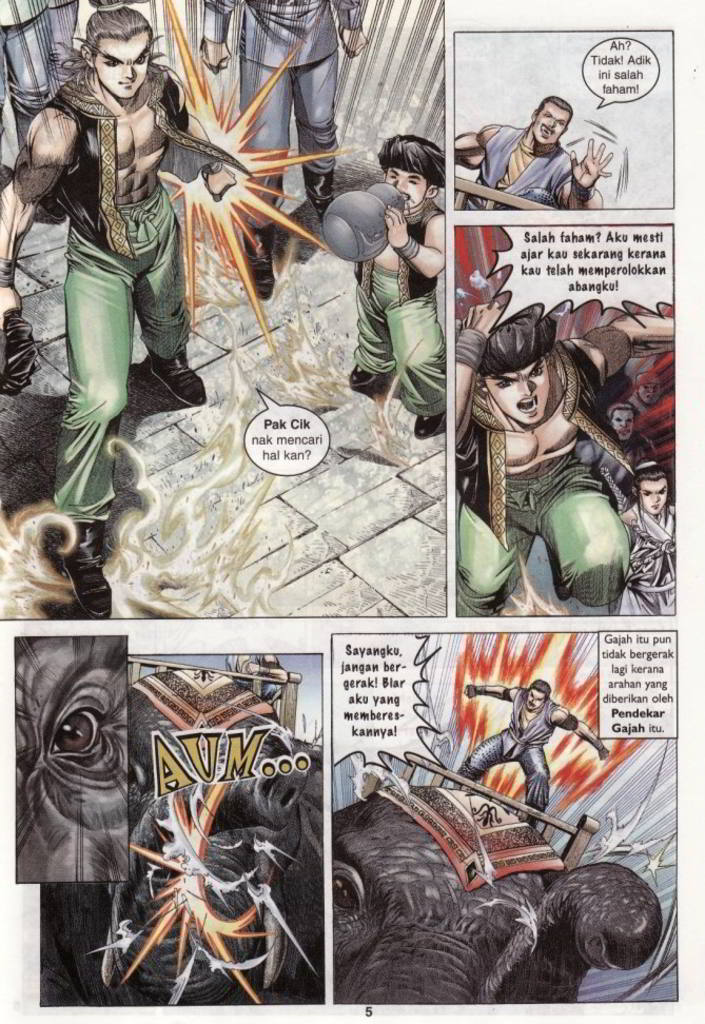 Pak Cik
nak mencari
hal kan?
Ah?
Tidak! Adik
ini salah
faham!
Salah faham? Aku mesti
ajar kau sekarang kerana
kau telah memperolokkan
abangku!
AUM...
Sayangku,
jangan ber-
gerak! Biar
aku yang
memberes-
kannya!
Gajah itu pun
tidak bergerak
lagi kerana
arahan yang
diberikan oleh
Pendekar
Gajah itu.
5